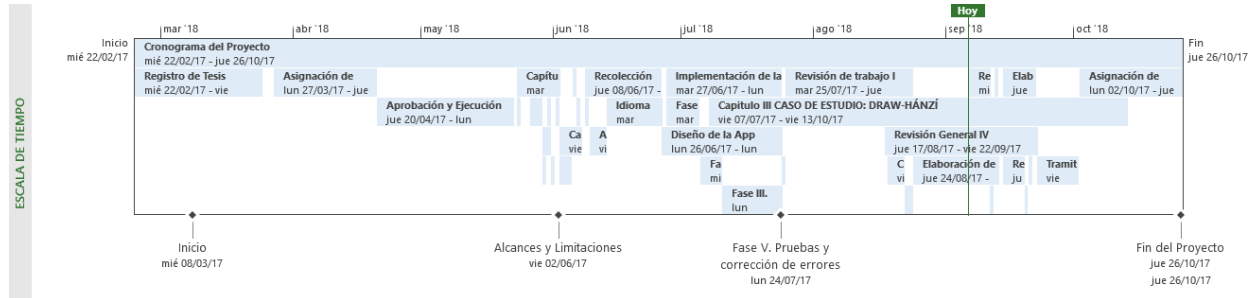 Hoy
mar '18
abr '18
may '18
jun '18
jul '18
ago '18
sep '18
oct '18
ESCALA DE TIEMPO
Inicio
mié 22/02/17
Cronograma del Proyecto
mié 22/02/17 - jue 26/10/17
Fin
jue 26/10/17
Registro de Tesis
mié 22/02/17 - vie
Asignación de
lun 27/03/17 - jue
Capítu
mar
Recolección
jue 08/06/17 -
Implementación de la
mar 27/06/17 - lun
Revisión de trabajo I
mar 25/07/17 - jue
Re
mi
Elab
jue
Asignación de
lun 02/10/17 - jue
Aprobación y Ejecución
jue 20/04/17 - lun
Idioma
mar
Fase
mar
Capitulo III CASO DE ESTUDIO: DRAW-HÁNZÍ
vie 07/07/17 - vie 13/10/17
Ca
vie
A
vi
Diseño de la App
lun 26/06/17 - lun
Revisión General IV
jue 17/08/17 - vie 22/09/17
Fa
mi
C
vi
Elaboración de
jue 24/08/17 -
Re
ju
Tramit
vie
Fase III.
lun
Inicio
mié 08/03/17
Alcances y Limitaciones
vie 02/06/17
Fase V. Pruebas y
corrección de errores
lun 24/07/17
Fin del Proyecto
jue 26/10/17
jue 26/10/17